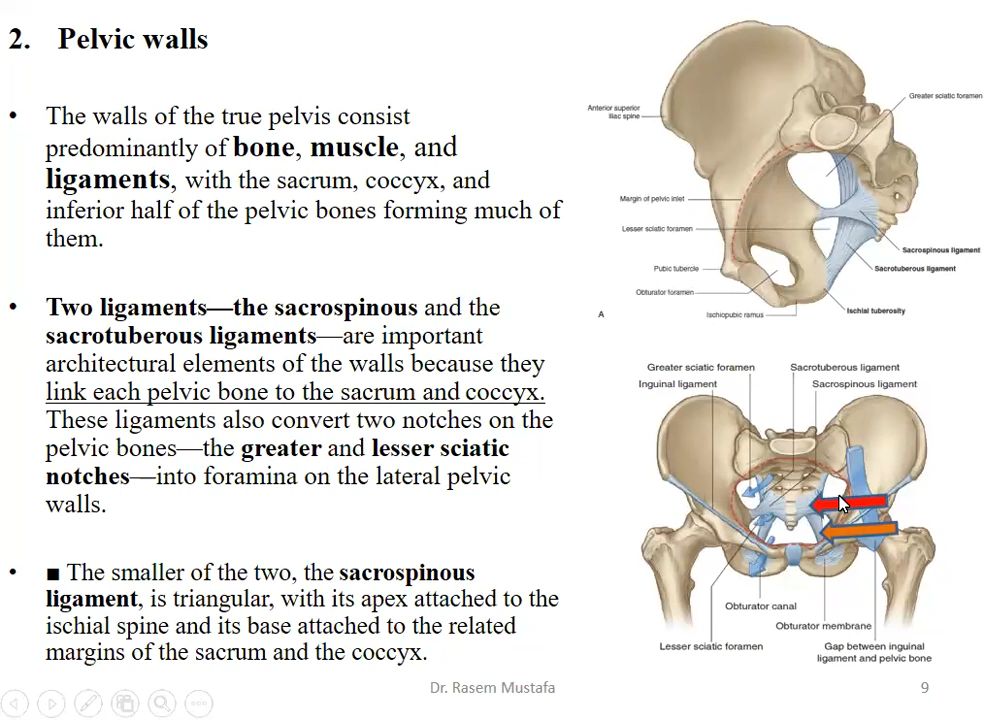 2. Pelvic walls
• The walls of the true pelvis consist
predominantly of bone, muscle, and
ligaments, with the sacrum, coccyx, and
inferior half of the pelvic bones forming much of
them.
• Two ligaments—the sacrospinous and the
sacrotuberous ligaments—are important
architectural elements of the walls because they
link each pelvic bone to the sacrum and coccyx.
These ligaments also convert two notches on the
pelvic bones—the greater and lesser sciatic
notches—into foramina on the lateral pelvic
walls.
• ■ The smaller of the two, the sacrospinous
ligament, is triangular, with its apex attached to the
ischial spine and its base attached to the related
margins of the sacrum and the coccyx.
Greater sciatic foramen
Anterior superior
iliac spine
Margin of pelvic inlet
Lesser sciatic foramen
Sacrospinous ligament
Pubic tubercle
Sacrotuberous ligament
Obturator foramen
Ischial tuberosity
Ischiopubic ramus
A
Greater sciatic foramen
Sacrotuberous ligament
Inguinal ligament
Sacrospinous ligament
Obturator canal
Obturator membrane
Lesser sciatic foramen
Gap between inguinal
ligament and pelvic bone
Dr. Rasem Mustafa
9